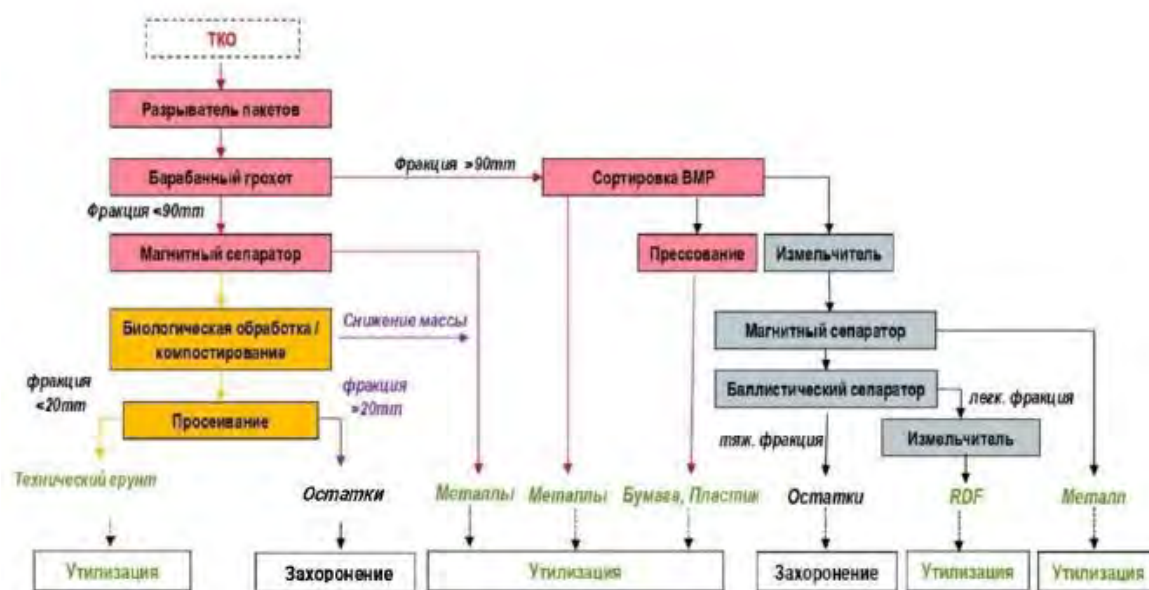 ТКО
Разрыватель пакетов
Барабанный грохот
Фракция >90mm
Сортировка ВМР
Фракция <90mm
Магнитный сепаратор
Прессование
Измельчитель
Биологическая обработка /
компостирование
Снижение массы
Магнитный сепаратор
фракция
<20mm
фракция
>20mm
Баллистический сепаратор
легк. фракция
Просеивание
тяж. фракция
Измельчитель
Технический грунт
Остатки
Металлы
Металлы
Бумага, Пластик
Остатки
RDF
Металл
Утилизация
Захоронение
Утилизация
Захоронение
Утилизация
Утилизация